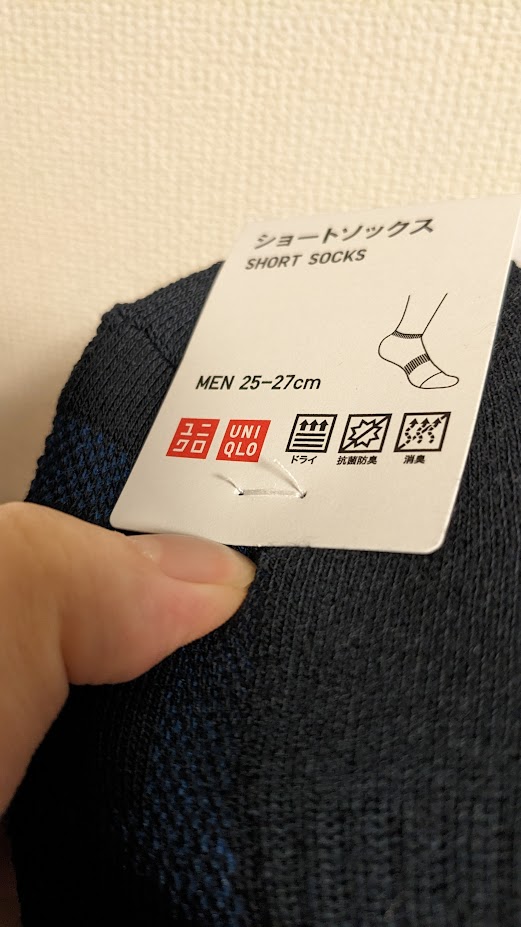 ショートソックス
SHORT SOCKS
MEN 25-27cm
ユニ
クロ
UNI
QLO
ドライ
抗菌防臭
消臭